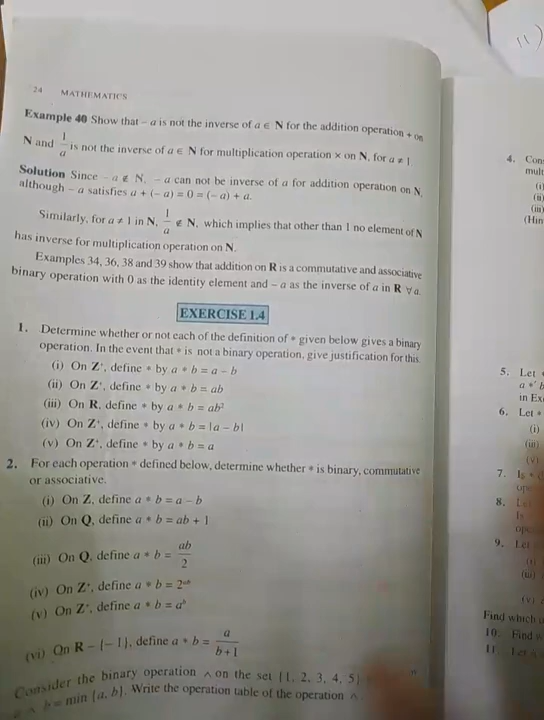 11)
24 MATHEMATICS
Example 40 Show that – a is not the inverse of a ∈ N for the addition operation + on
N and 1/a is not the inverse of a ∈ N for multiplication operation × on N, for a ≠ 1
Solution Since – a ∉ N, – a can not be inverse of a for addition operation on N,
although – a satisfies a + (– a) = 0 = (– a) + a.
Similarly, for a ≠ 1 in N, 1/a ∉ N, which implies that other than 1 no element of N
has inverse for multiplication operation on N.
Examples 34, 36, 38 and 39 show that addition on R is a commutative and associative
binary operation with 0 as the identity element and – a as the inverse of a in R ∀ a.
EXERCISE 1.4
1. Determine whether or not each of the definition of * given below gives a binary
operation. In the event that * is not a binary operation, give justification for this.
(i) On Z⁺, define * by a * b = a – b
(ii) On Z⁺, define * by a * b = ab
(iii) On R, define * by a * b = ab²
(iv) On Z⁺, define * by a * b = |a – b|
(v) On Z⁺, define * by a * b = a
2. For each operation * defined below, determine whether * is binary, commutative
or associative.
(i) On Z, define a * b = a – b
(ii) On Q, define a * b = ab + 1
(iii) On Q, define a * b = ab/2
(iv) On Z⁺, define a * b = 2ᵃᵇ
(v) On Z⁺, define a * b = aᵇ
(vi) On R – {– 1}, define a * b = a/(b + 1)
Consider the binary operation ∧ on the set {1, 2, 3, 4, 5}
a ∧ b = min {a, b}. Write the operation table of the operation ∧
4.
(i)
(ii)
(iii)
(Hin
5. Let
a *′ b
in Ex
6. Let *
(i)
(iii)
(v)
7. Is *
8.
Is
9. Let
(i)
(iii)
(v)
Find which
10. Find
11. Let